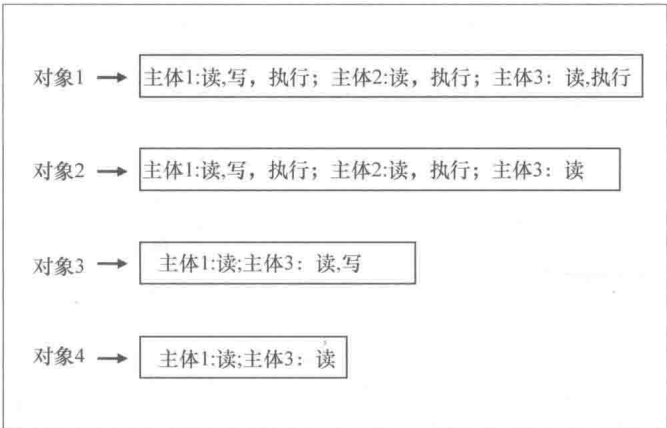 对象1 → 主体1:读,写，执行；主体2:读，执行；主体3：读,执行
对象2 → 主体1:读,写，执行；主体2:读，执行；主体3：读
对象3 → 主体1:读;主体3：读,写
对象4 → 主体1:读;主体3：读